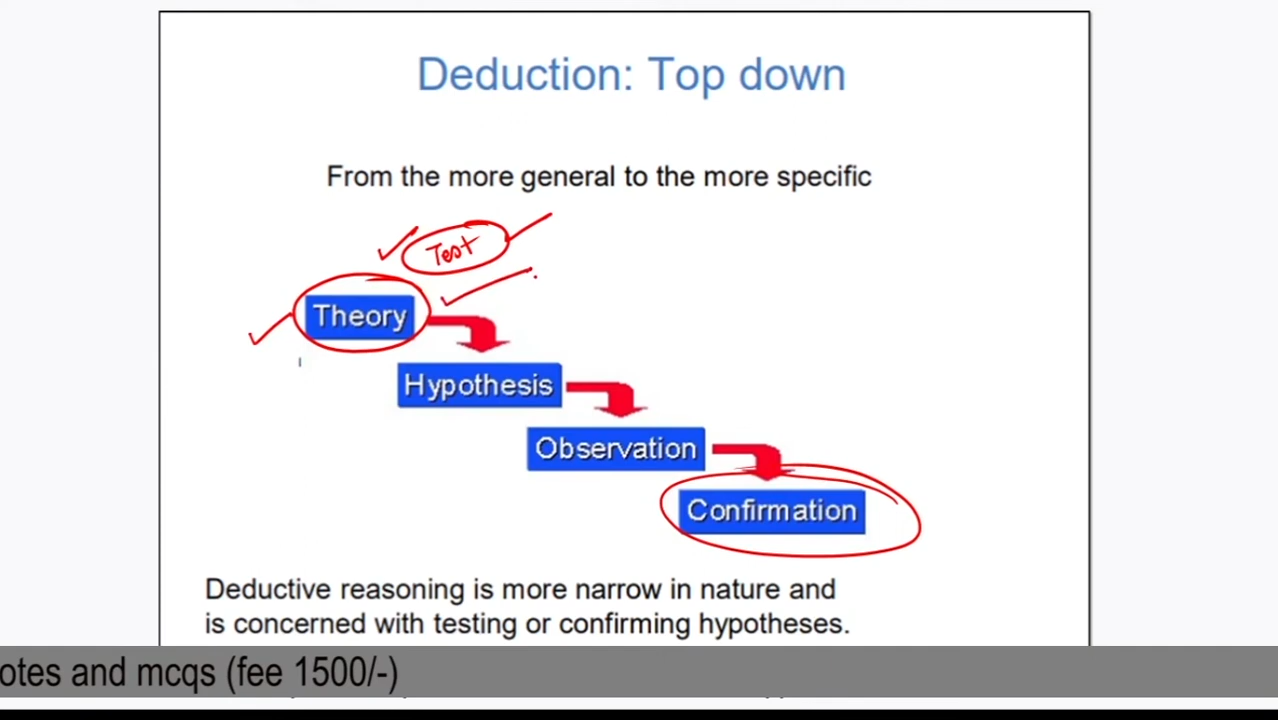 Deduction: Top down
From the more general to the more specific
Test
Theory
Hypothesis
Observation
Confirmation
Deductive reasoning is more narrow in nature and
is concerned with testing or confirming hypotheses.
otes and mcqs (fee 1500/-)